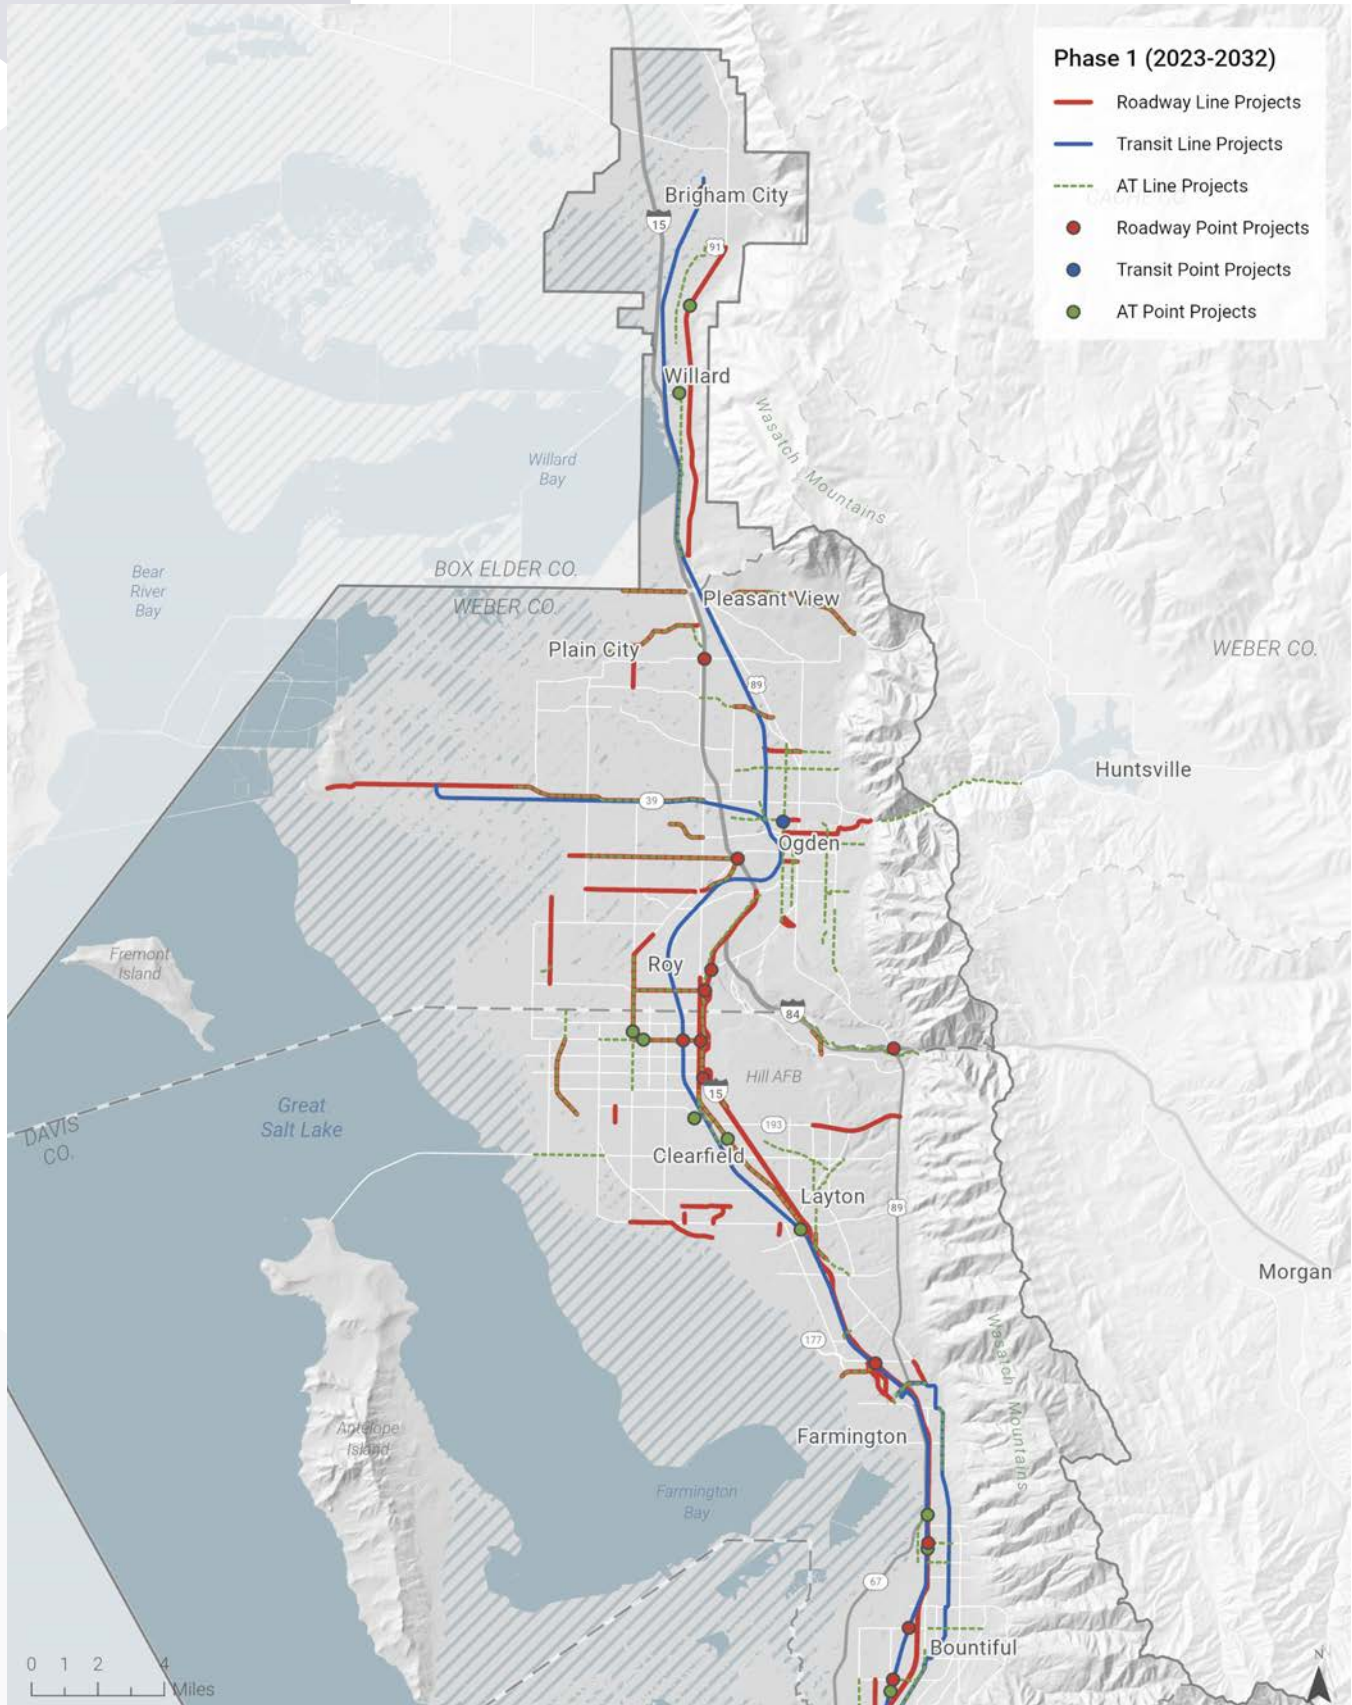 Phase 1 (2023-2032)
Roadway Line Projects
Transit Line Projects
AT Line Projects
Roadway Point Projects
Transit Point Projects
AT Point Projects
CACHE CO.
Brigham City
15
91
Willard
Wasatch Mountains
Willard
Bay
BOX ELDER CO.
WEBER CO.
Bear
River
Bay
Pleasant View
Plain City
WEBER CO.
89
Huntsville
39
Ogden
Fremont
Island
Roy
84
Hill AFB
15
Great
Salt Lake
193
DAVIS
CO.
Clearfield
Layton
89
Morgan
177
Wasatch Mountains
Antelope
Island
Farmington
Farmington
Bay
67
Bountiful
0 1 2 4
Miles
N